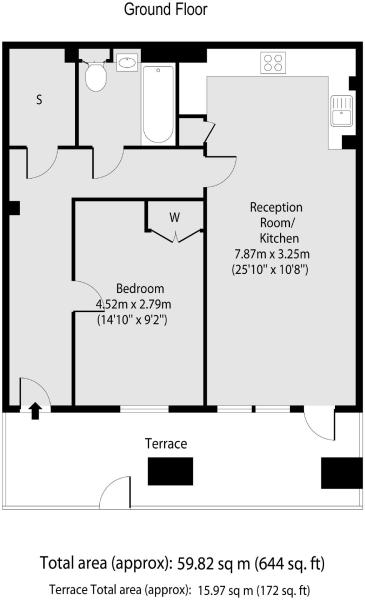 Ground Floor
S
W
Reception
Room/
Kitchen
7.87m x 3.25m
(25'10" x 10'8")
Bedroom
4.52m x 2.79m
(14'10" x 9'2")
Terrace
Total area (approx): 59.82 sq m (644 sq. ft)
Terrace Total area (approx): 15.97 sq m (172 sq. ft)